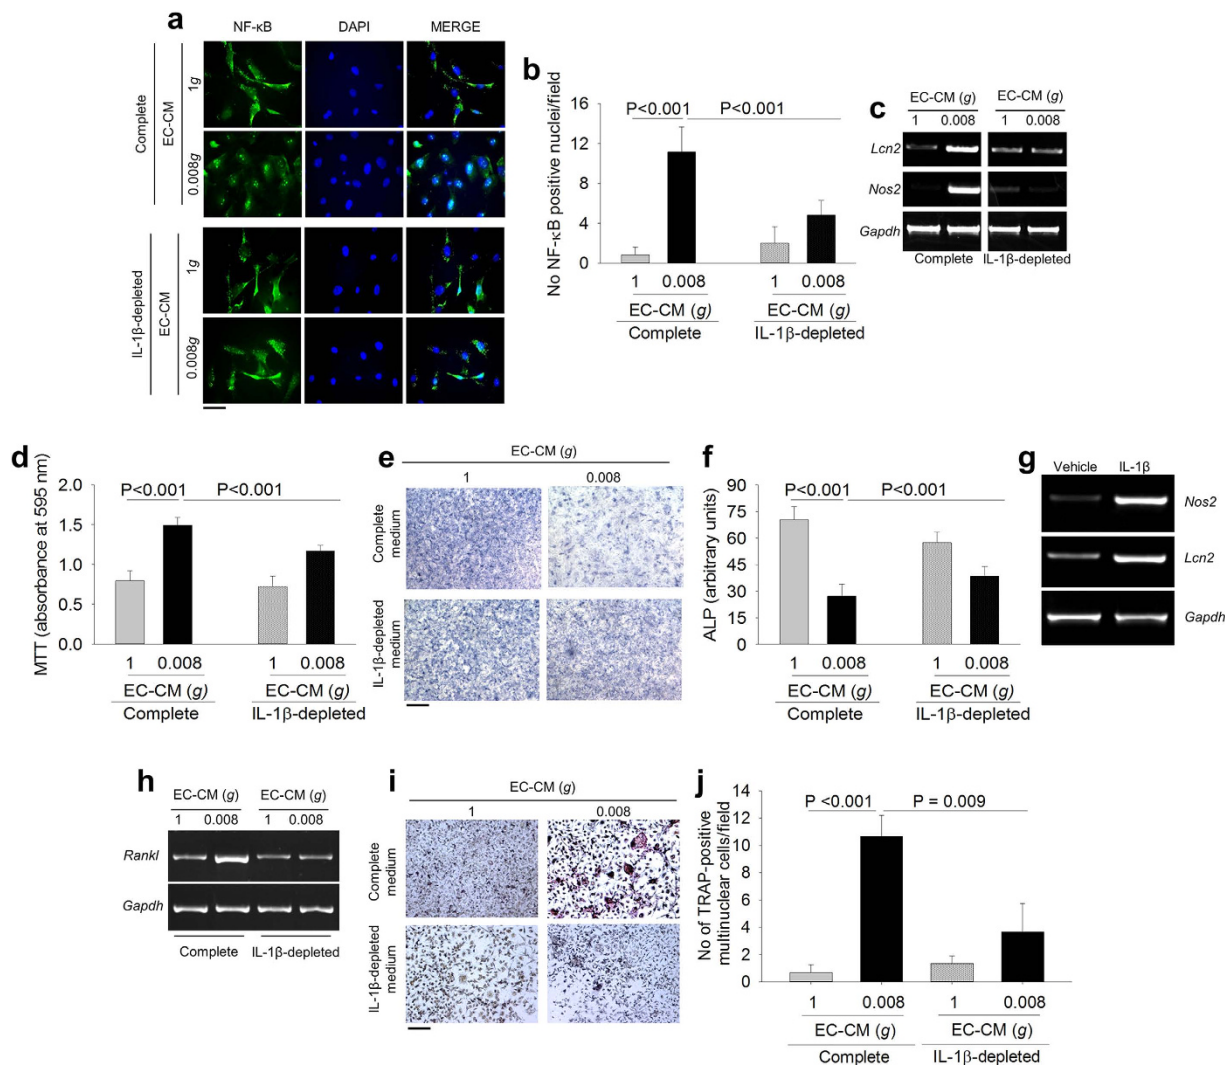 a
NF-κB DAPI MERGE
Complete
EC-CM
1g
0.008g
IL-1β-depleted
EC-CM
1g
0.008g
b
No NF-κB positive nuclei/field
16
12
8
4
0
P<0.001 P<0.001
1 0.008 1 0.008
EC-CM (g) EC-CM (g)
Complete IL-1β-depleted
c
EC-CM (g) EC-CM (g)
1 0.008 1 0.008
Lcn2
Nos2
Gapdh
Complete IL-1β-depleted
d
MTT (absorbance at 595 nm)
2.0
1.5
1.0
0.5
0.0
P<0.001 P<0.001
1 0.008 1 0.008
EC-CM (g) EC-CM (g)
Complete IL-1β-depleted
e
EC-CM (g)
1 0.008
Complete
medium
IL-1β-depleted
medium
f
ALP (arbitrary units)
90
75
60
45
30
15
0
P<0.001 P<0.001
1 0.008 1 0.008
EC-CM (g) EC-CM (g)
Complete IL-1β-depleted
g
Vehicle IL-1β
Nos2
Lcn2
Gapdh
h
EC-CM (g) EC-CM (g)
1 0.008 1 0.008
Rankl
Gapdh
Complete IL-1β-depleted
i
EC-CM (g)
1 0.008
Complete
medium
IL-1β-depleted
medium
j
No of TRAP-positive
multinuclear cells/field
14
12
10
8
6
4
2
0
P <0.001 P = 0.009
1 0.008 1 0.008
EC-CM (g) EC-CM (g)
Complete IL-1β-depleted